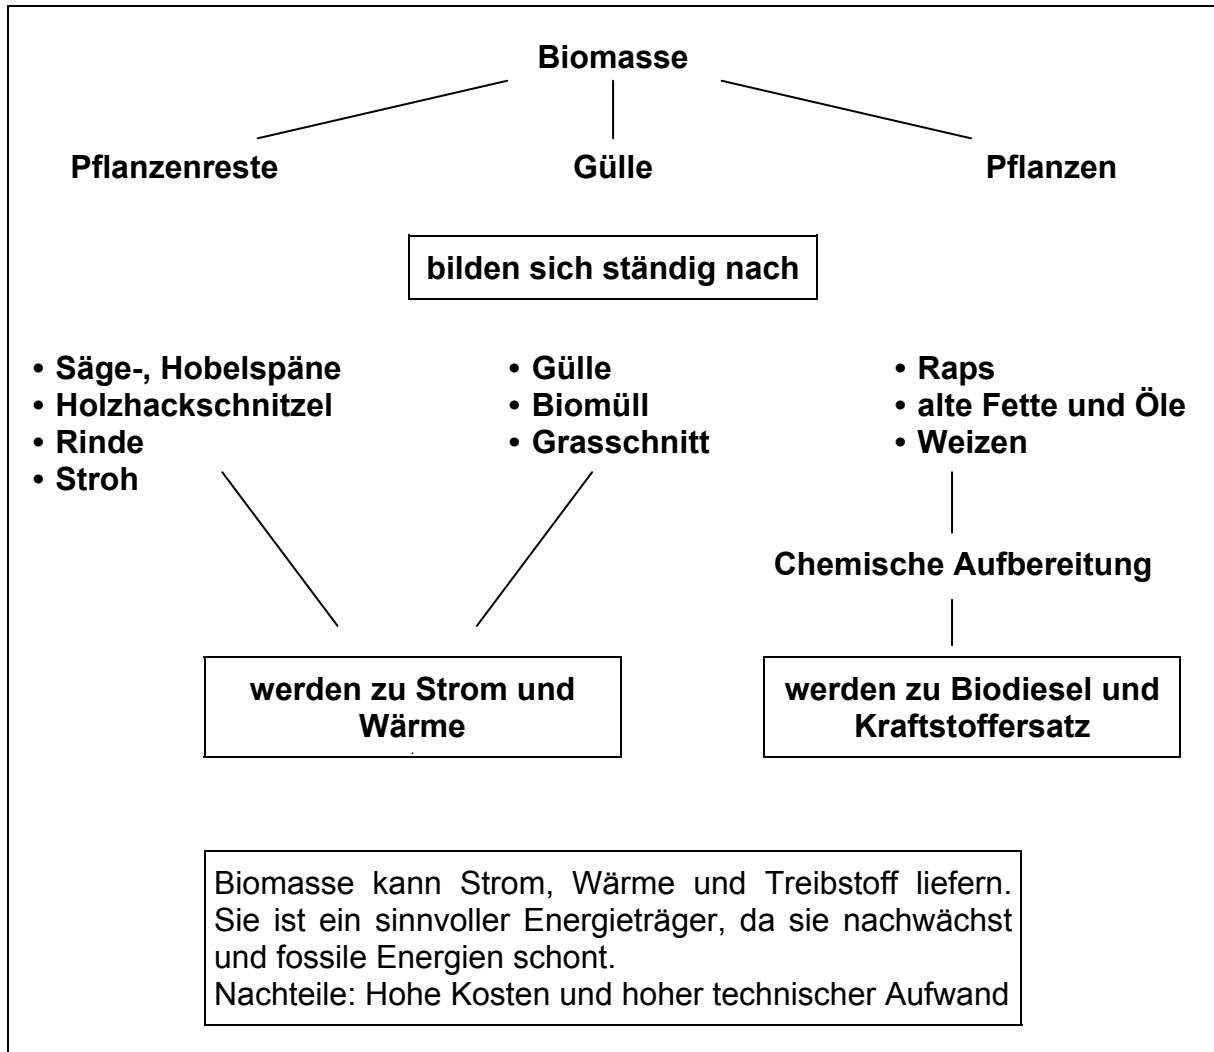 Biomasse
Pflanzenreste Gülle Pflanzen
bilden sich ständig nach
• Säge-, Hobelspäne
• Holzhackschnitzel
• Rinde
• Stroh
• Gülle
• Biomüll
• Grasschnitt
• Raps
• alte Fette und Öle
• Weizen
Chemische Aufbereitung
werden zu Strom und
Wärme
werden zu Biodiesel und
Kraftstoffersatz
Biomasse kann Strom, Wärme und Treibstoff liefern.
Sie ist ein sinnvoller Energieträger, da sie nachwächst
und fossile Energien schont.
Nachteile: Hohe Kosten und hoher technischer Aufwand